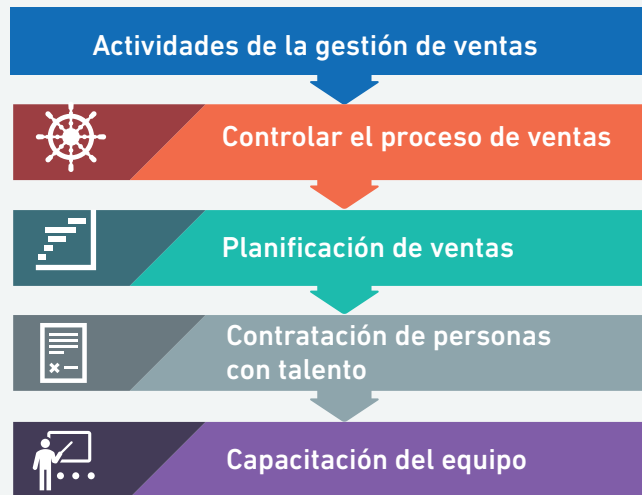 Actividades de la gestión de ventas
Controlar el proceso de ventas
Planificación de ventas
Contratación de personas
con talento
Capacitación del equipo